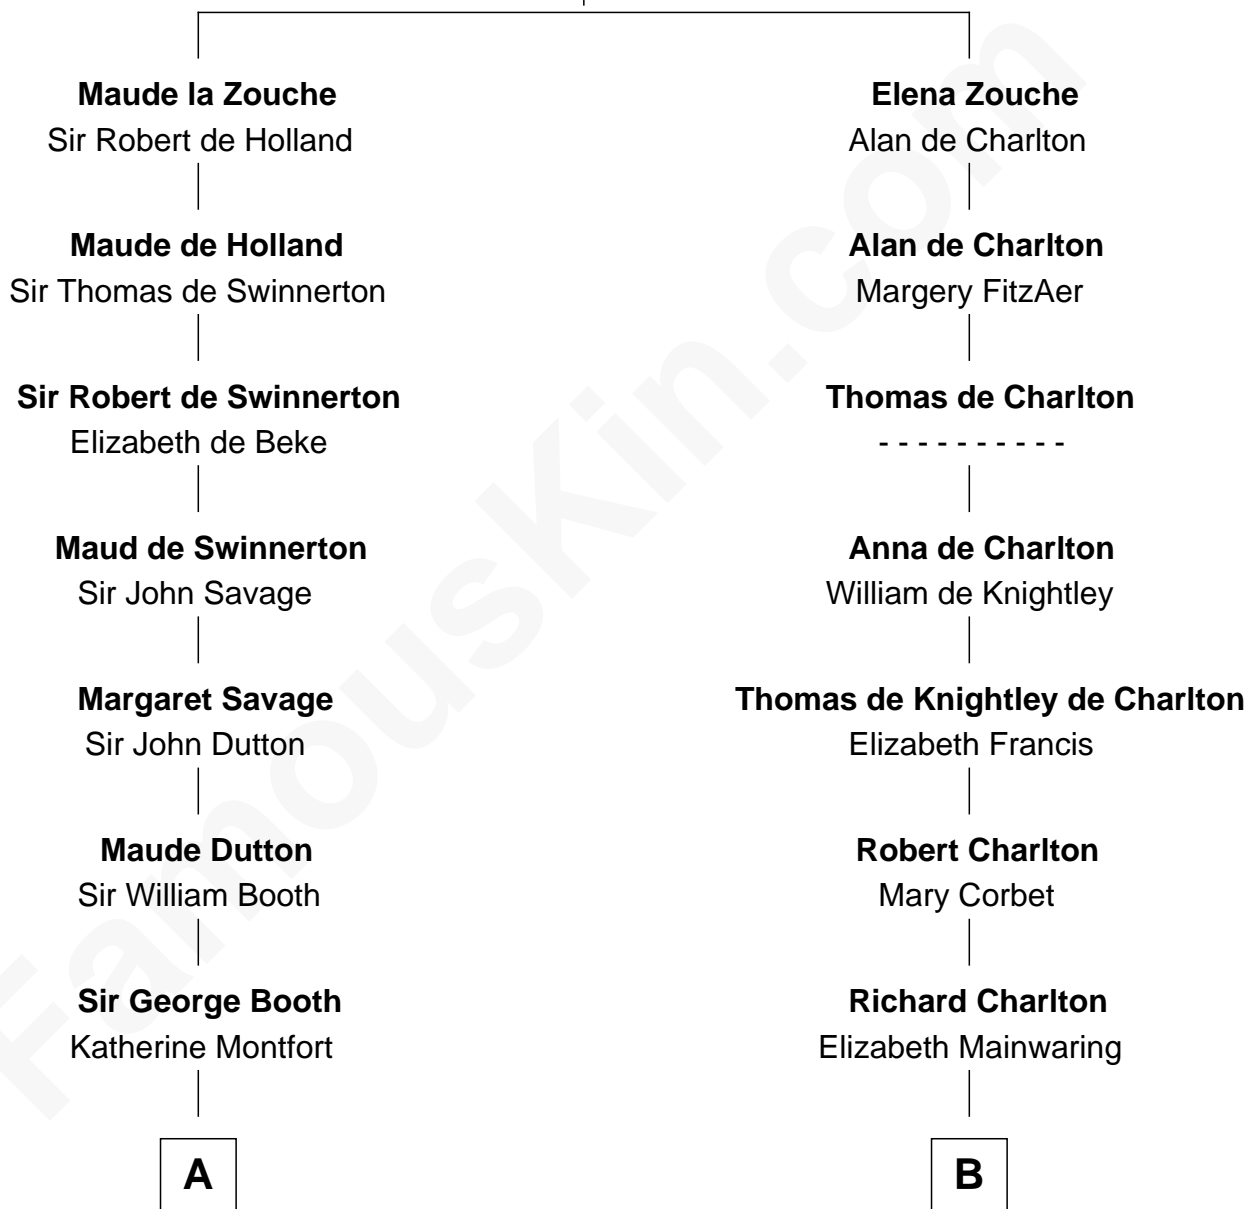 Maude la Zouche
Sir Robert de Holland
Maude de Holland
Sir Thomas de Swinnerton
Sir Robert de Swinnerton
Elizabeth de Beke
Maud de Swinnerton
Sir John Savage
Margaret Savage
Sir John Dutton
Maude Dutton
Sir William Booth
Sir George Booth
Katherine Montfort
A
Elena Zouche
Alan de Charlton
Alan de Charlton
Margery FitzAer
Thomas de Charlton
- - - - - - - - - -
Anna de Charlton
William de Knightley
Thomas de Knightley de Charlton
Elizabeth Francis
Robert Charlton
Mary Corbet
Richard Charlton
Elizabeth Mainwaring
B
FamousKin.com